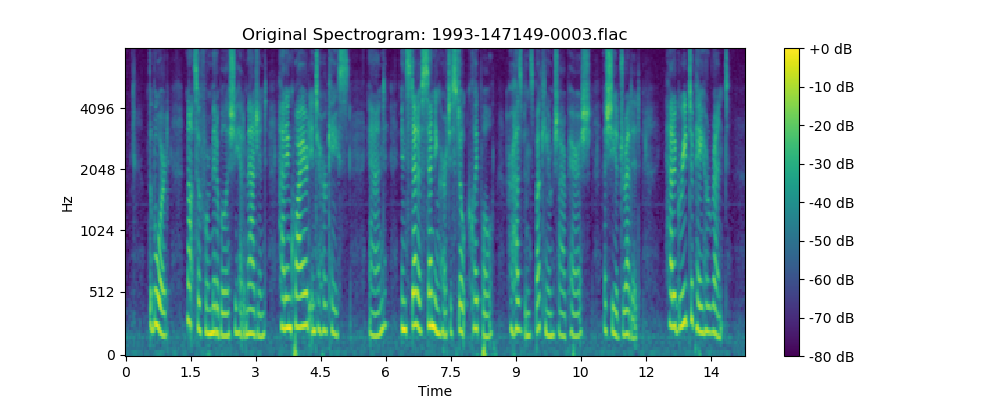 Original Spectrogram: 1993-147149-0003.flac
Hz
4096
2048
1024
512
0
0 1.5 3 4.5 6 7.5 9 10 12 14
Time
+0 dB
-10 dB
-20 dB
-30 dB
-40 dB
-50 dB
-60 dB
-70 dB
-80 dB